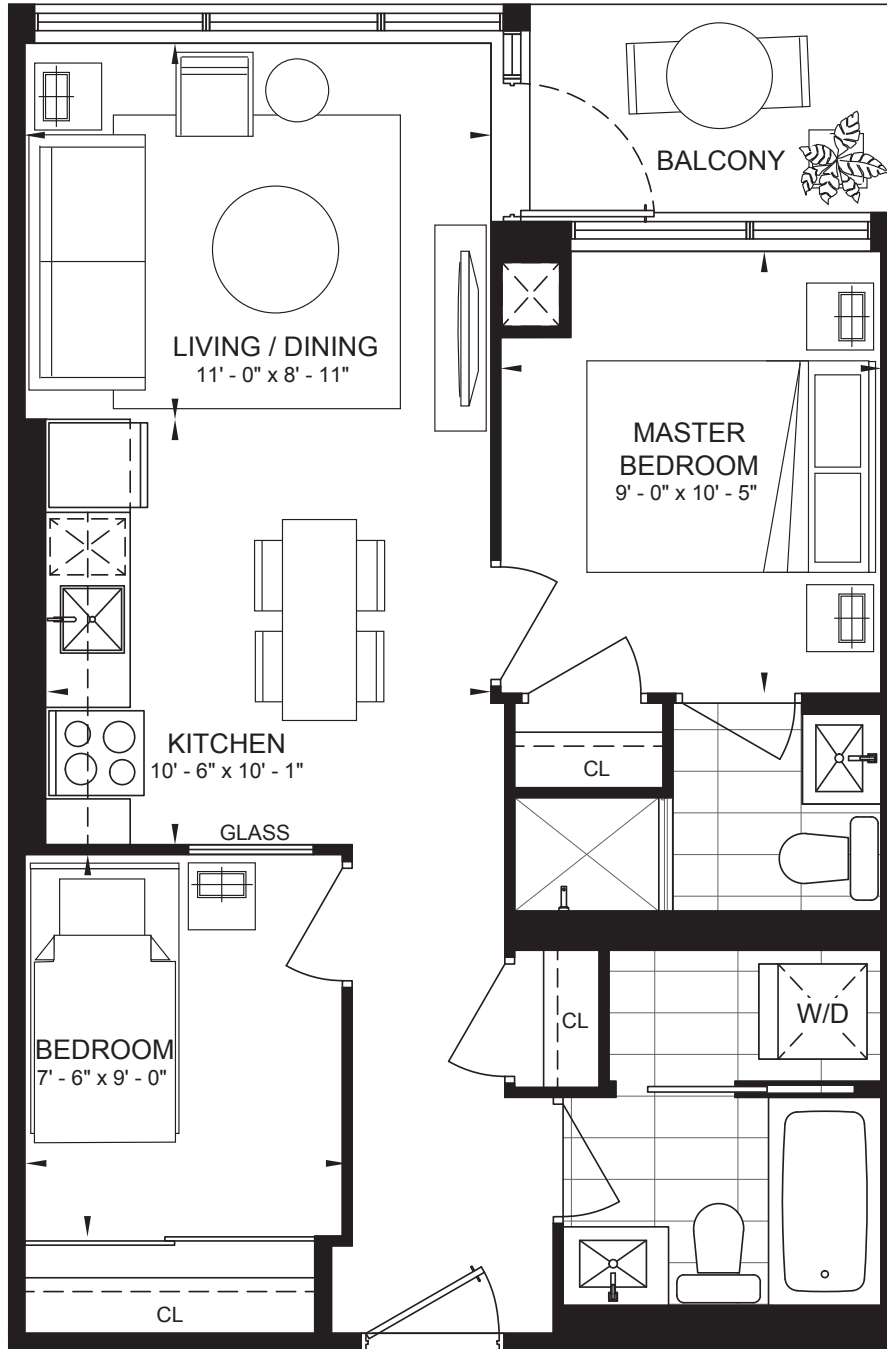 BALCONY
LIVING / DINING
11' - 0" x 8' - 11"
MASTER
BEDROOM
9' - 0" x 10' - 5"
KITCHEN
10' - 6" x 10' - 1"
CL
GLASS
CL
W/D
BEDROOM
7' - 6" x 9' - 0"
CL